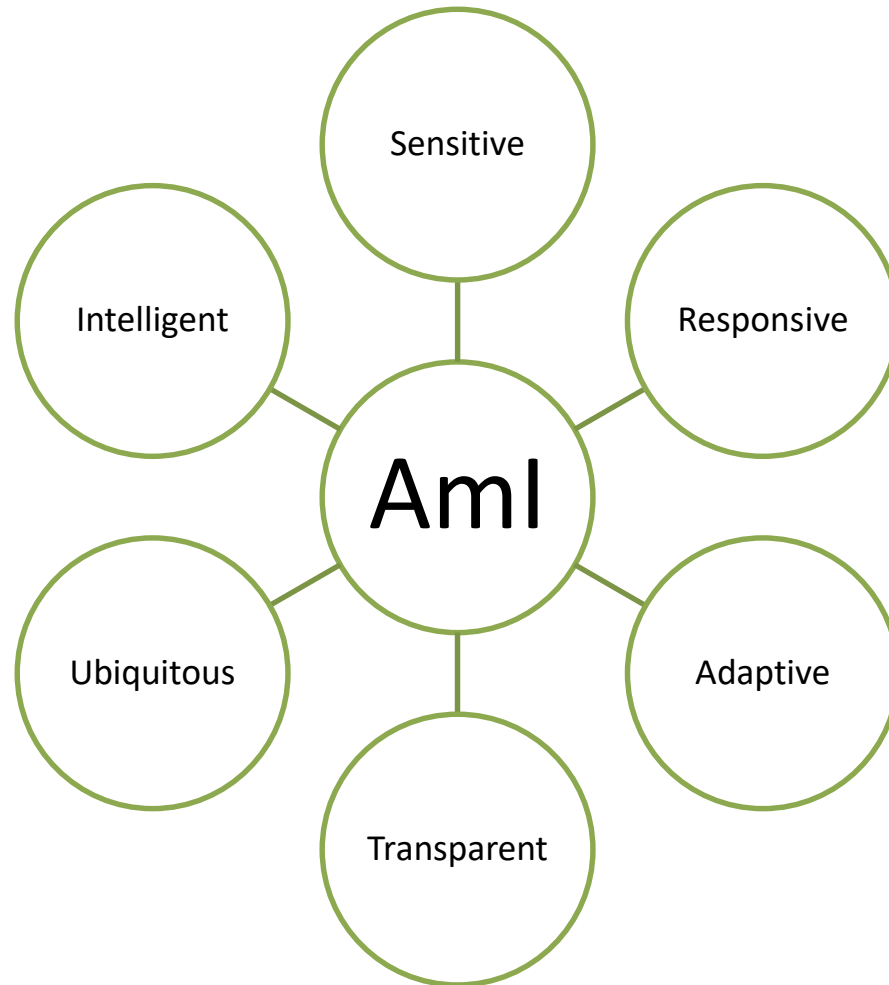 Sensitive
Intelligent
Responsive
AmI
Ubiquitous
Adaptive
Transparent